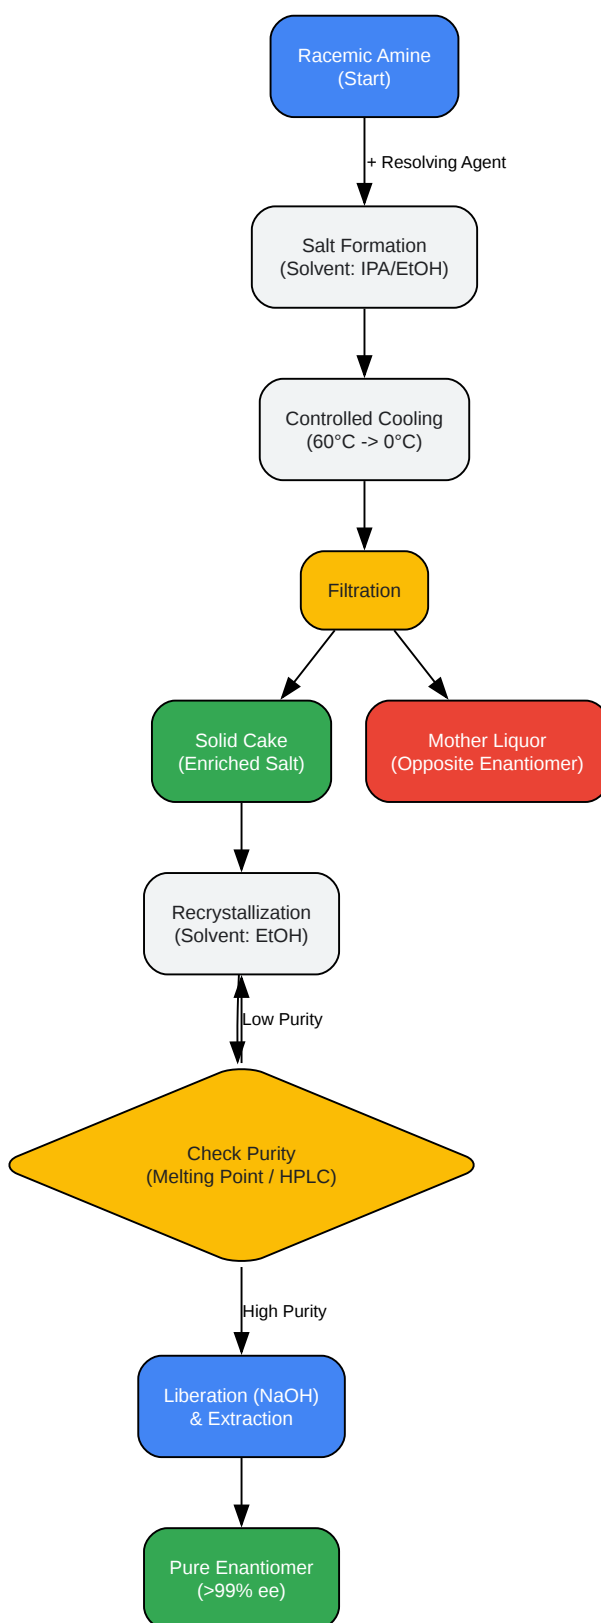 Racemic Amine
(Start)
+ Resolving Agent
Salt Formation
(Solvent: IPA/EtOH)
Controlled Cooling
(60°C -> 0°C)
Filtration
Solid Cake
(Enriched Salt)
Mother Liquor
(Opposite Enantiomer)
Recrystallization
(Solvent: EtOH)
Low Purity
Check Purity
(Melting Point / HPLC)
High Purity
Liberation (NaOH)
& Extraction
Pure Enantiomer
(>99% ee)